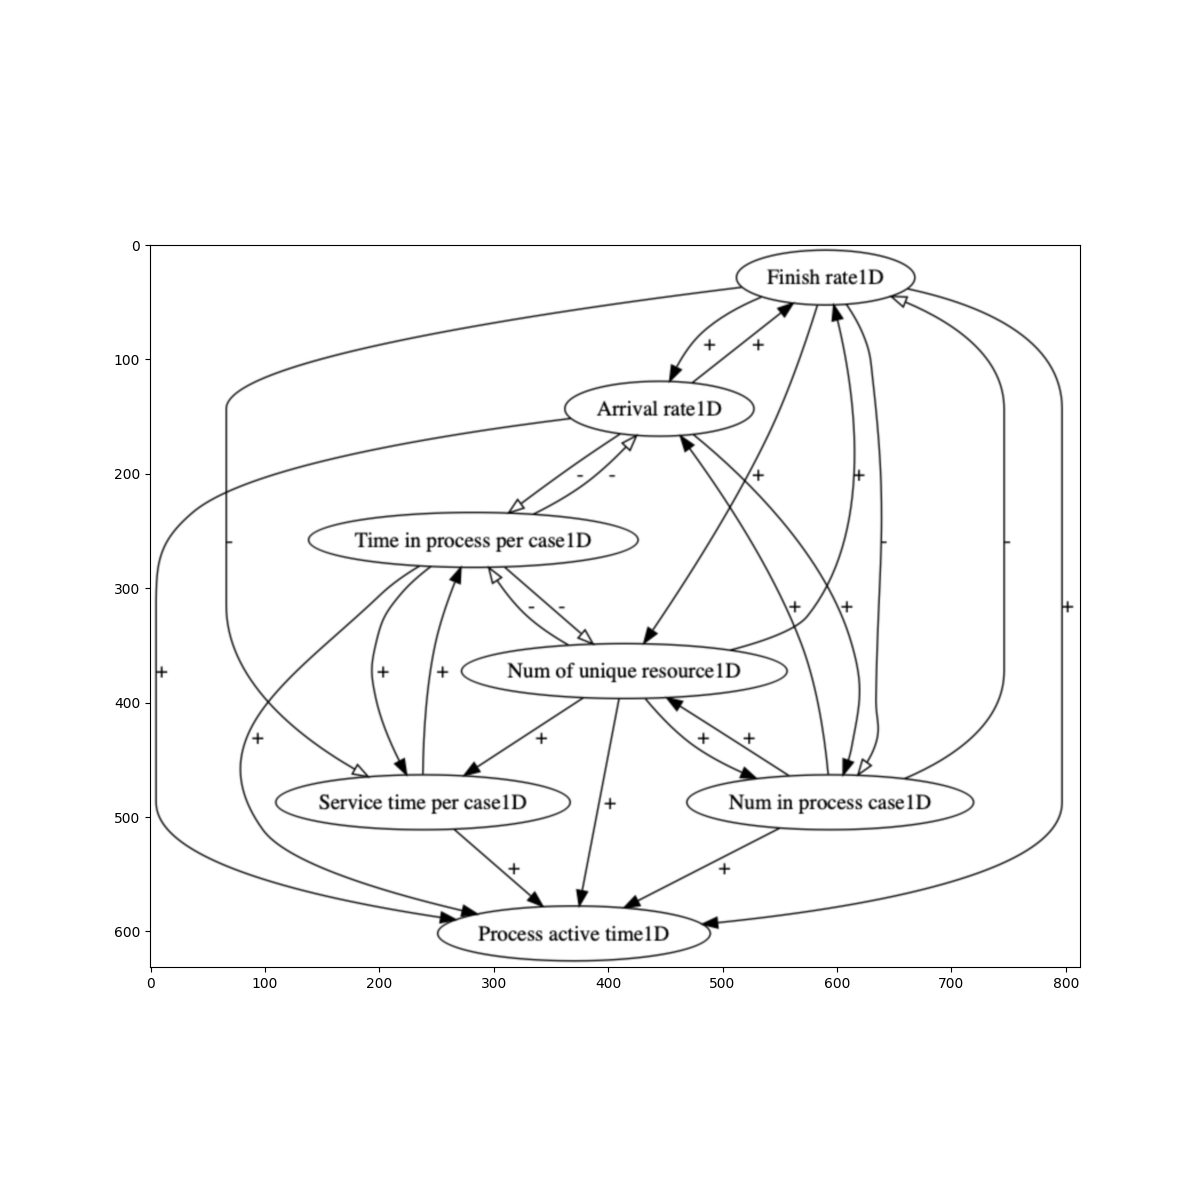 0
Finish rate1D
100
+ +
Arrival rate1D
200
- - + +
Time in process per case1D
- - - 
300
- - + + +
Num of unique resource1D
+ + +
400
+ + + +
Service time per case1D
Num in process case1D
+
500
+ +
Process active time1D
600
0 100 200 300 400 500 600 700 800